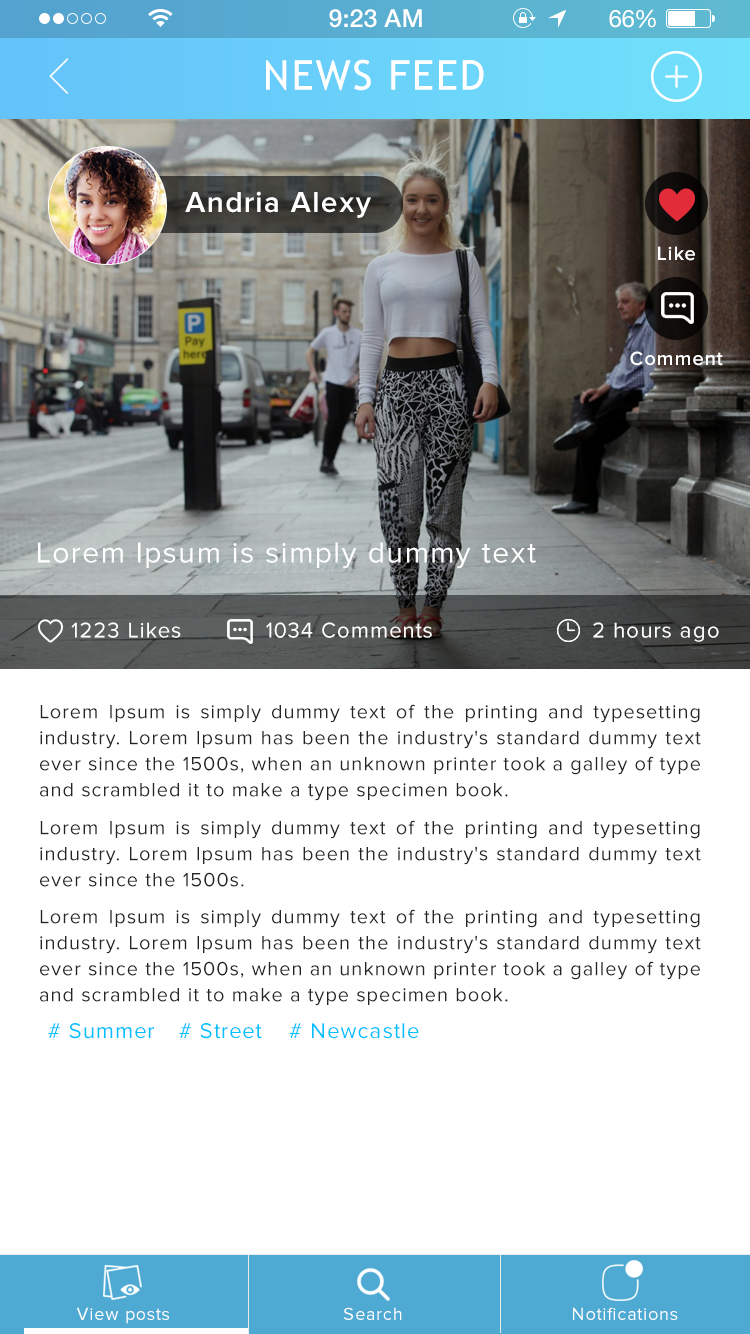 9:23 AM 66%
NEWS FEED
Andria Alexy
Like
P
Pay
here
Comment
Lorem Ipsum is simply dummy text
1223 Likes 1034 Comments 2 hours ago
Lorem Ipsum is simply dummy text of the printing and typesetting
industry. Lorem Ipsum has been the industry's standard dummy text
ever since the 1500s, when an unknown printer took a galley of type
and scrambled it to make a type specimen book.
Lorem Ipsum is simply dummy text of the printing and typesetting
industry. Lorem Ipsum has been the industry's standard dummy text
ever since the 1500s.
Lorem Ipsum is simply dummy text of the printing and typesetting
industry. Lorem Ipsum has been the industry's standard dummy text
ever since the 1500s, when an unknown printer took a galley of type
and scrambled it to make a type specimen book.
# Summer # Street # Newcastle
View posts Search Notifications